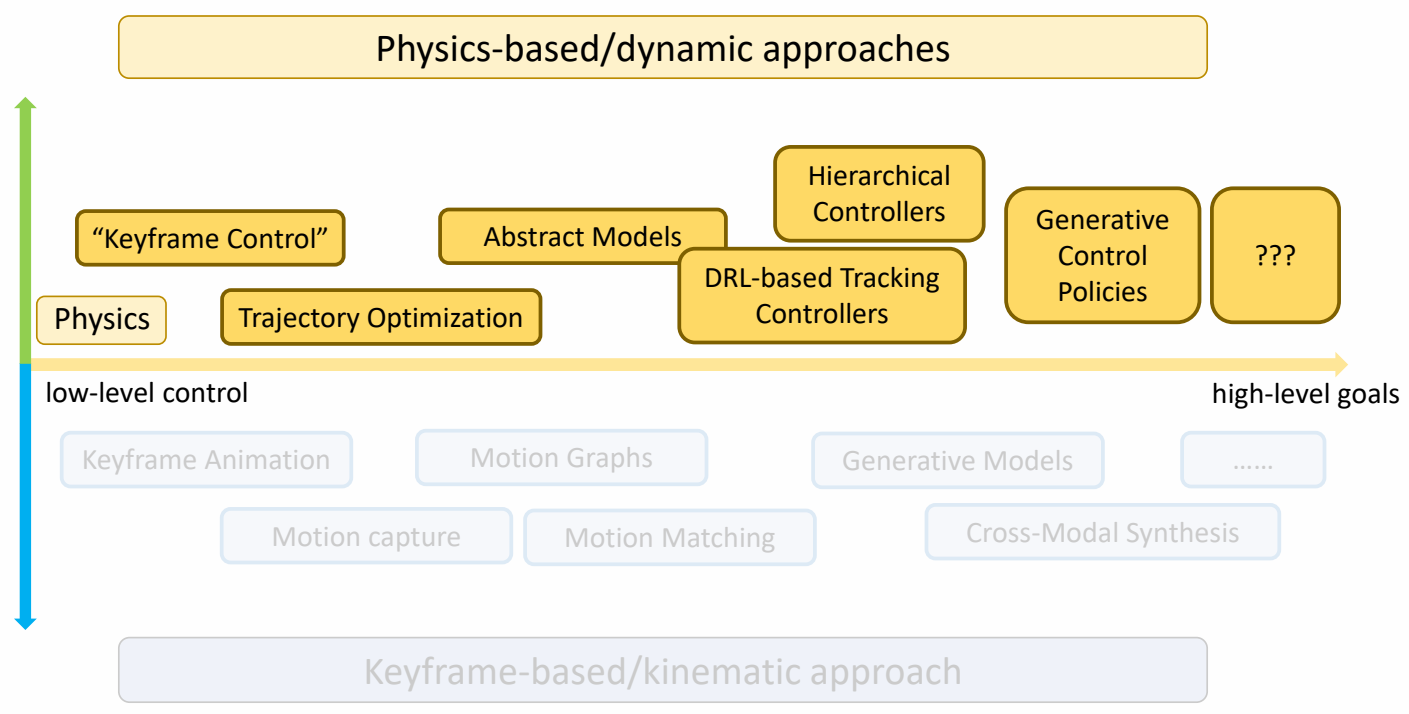 Physics-based/dynamic approaches
Hierarchical
Controllers
Generative
Control
Policies
???
“Keyframe Control”
Abstract Models
DRL-based Tracking
Controllers
Physics
Trajectory Optimization
low-level control
high-level goals
Keyframe Animation
Motion Graphs
Generative Models
……
Motion capture
Motion Matching
Cross-Modal Synthesis
Keyframe-based/kinematic approach